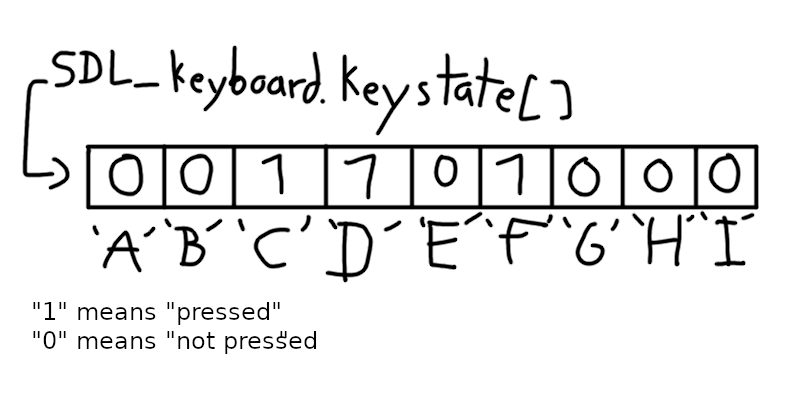 SDL_keyboard.keystate[]
0 0 1 1 0 1 0 0 0
'A' 'B' 'C' 'D' 'E' 'F' 'G' 'H' 'I'
"1" means "pressed"
"0" means "not pressed"